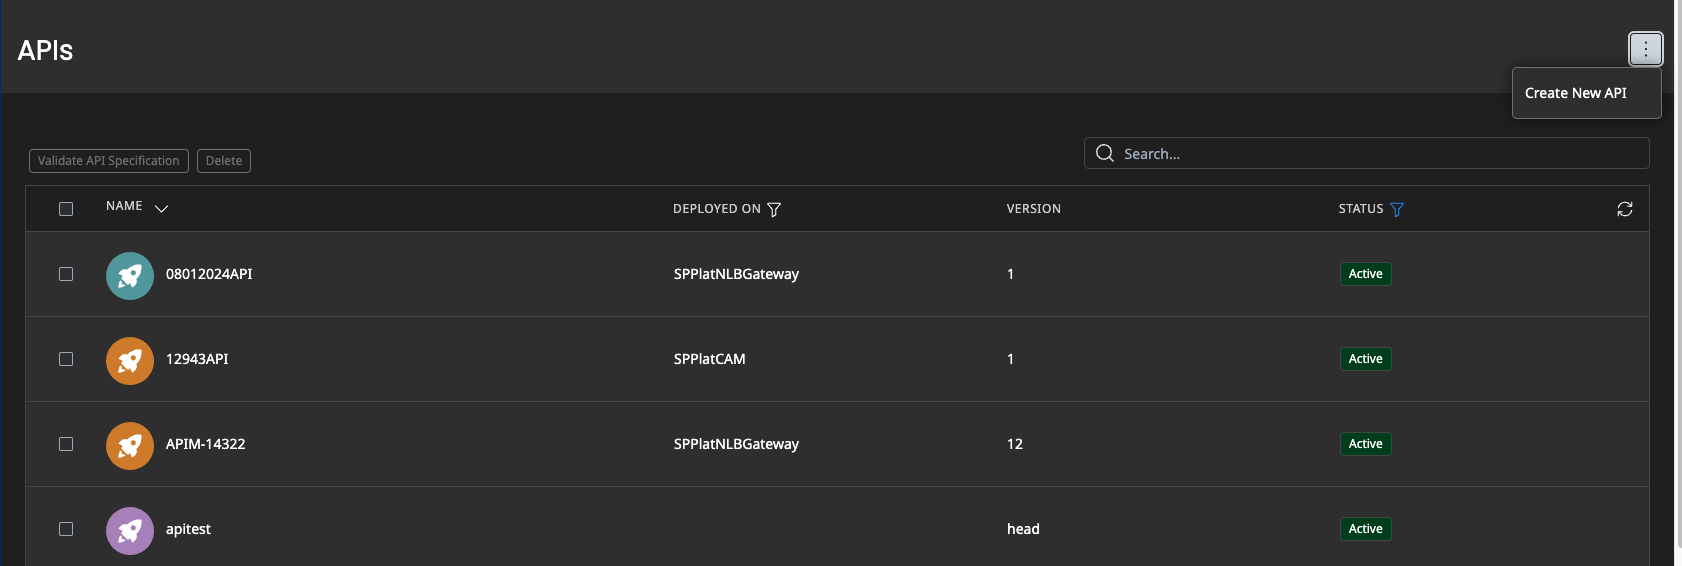 APIs
Create New API
Validate API Specification Delete
Search...
NAME DEPLOYED ON VERSION STATUS
08012024API SPPlatNLBGateway 1 Active
12943API SPPlatCAM 1 Active
APIM-14322 SPPlatNLBGateway 12 Active
apitest head Active